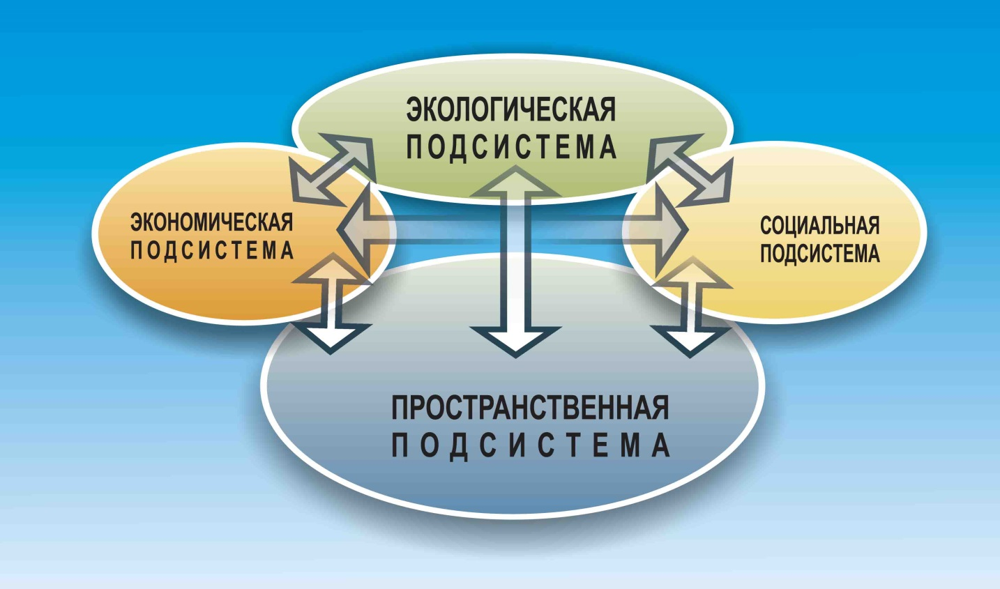 ЭКОЛОГИЧЕСКАЯ
ПОДСИСТЕМА
ЭКОНОМИЧЕСКАЯ
ПОДСИСТЕМА
СОЦИАЛЬНАЯ
ПОДСИСТЕМА
ПРОСТРАНСТВЕННАЯ
ПОДСИСТЕМА